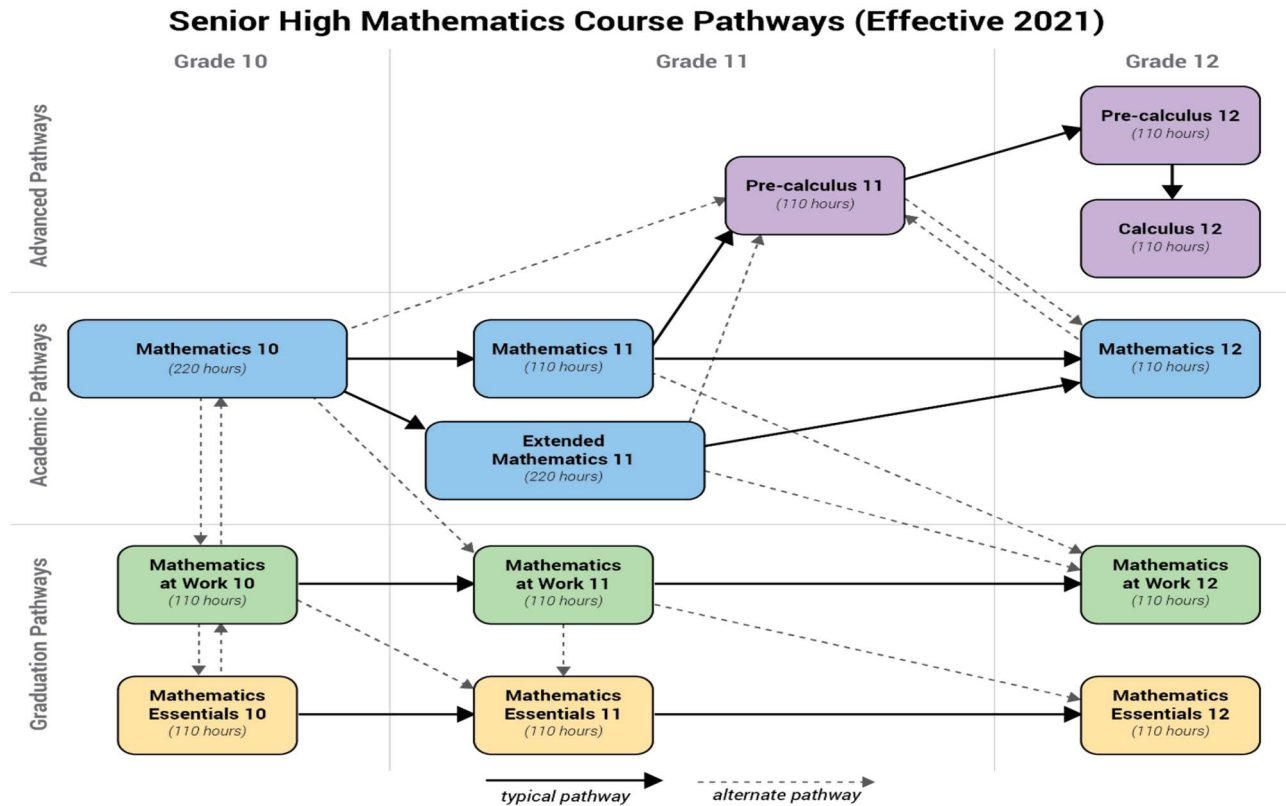 Senior High Mathematics Course Pathways (Effective 2021)
Grade 10
Grade 11
Grade 12
Advanced Pathways
Pre-calculus 12
(110 hours)
Pre-calculus 11
(110 hours)
Calculus 12
(110 hours)
Academic Pathways
Mathematics 10
(220 hours)
Mathematics 11
(110 hours)
Mathematics 12
(110 hours)
Extended
Mathematics 11
(220 hours)
Graduation Pathways
Mathematics
at Work 10
(110 hours)
Mathematics
at Work 11
(110 hours)
Mathematics
at Work 12
(110 hours)
Mathematics
Essentials 10
(110 hours)
Mathematics
Essentials 11
(110 hours)
Mathematics
Essentials 12
(110 hours)
typical pathway
alternate pathway